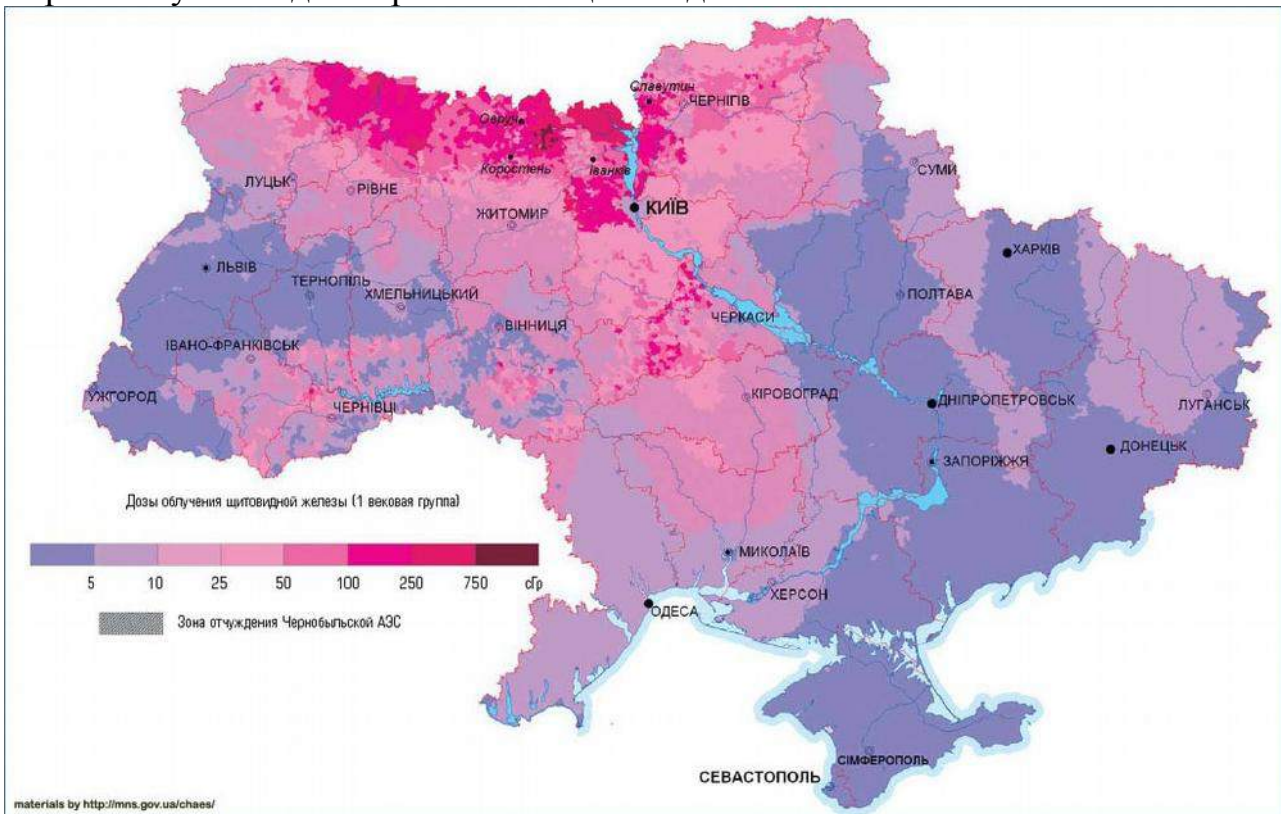 Славутин
ЧЕРНІГІВ
Овруч
Коростень
Іванків
СУМИ
ЛУЦЬК
РІВНЕ
ЖИТОМИР
КИЇВ
ЛЬВІВ
ХАРКІВ
ТЕРНОПІЛЬ
ХМЕЛЬНИЦЬКИЙ
ПОЛТАВА
ВІННИЦЯ
ЧЕРКАСИ
ІВАНО-ФРАНКІВСЬК
УЖГОРОД
ЧЕРНІВЦІ
КІРОВОГРАД
ДНІПРОПЕТРОВСЬК
ЛУГАНСЬК
ДОНЕЦЬК
ЗАПОРІЖЖЯ
Дозы облучения щитовидной железы (1 вековая группа)
5 10 25 50 100 250 750 сГр
Зона отчуждения Чернобыльской АЭС
МИКОЛАЇВ
ХЕРСОН
ОДЕСА
СІМФЕРОПОЛЬ
СЕВАСТОПОЛЬ
materials by http://mns.gov.ua/chaes/